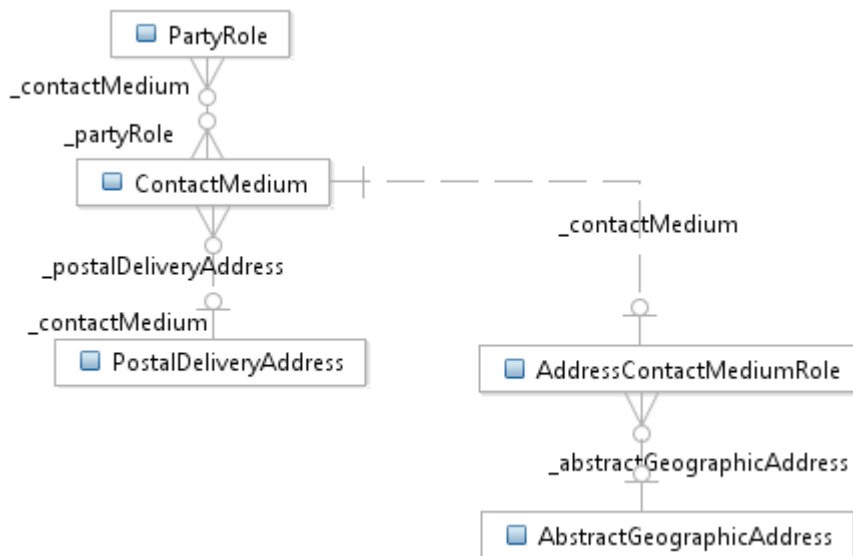 PartyRole
_contactMedium
_partyRole
ContactMedium
_contactMedium
_postalDeliveryAddress
_contactMedium
PostalDeliveryAddress
AddressContactMediumRole
_abstractGeographicAddress
AbstractGeographicAddress